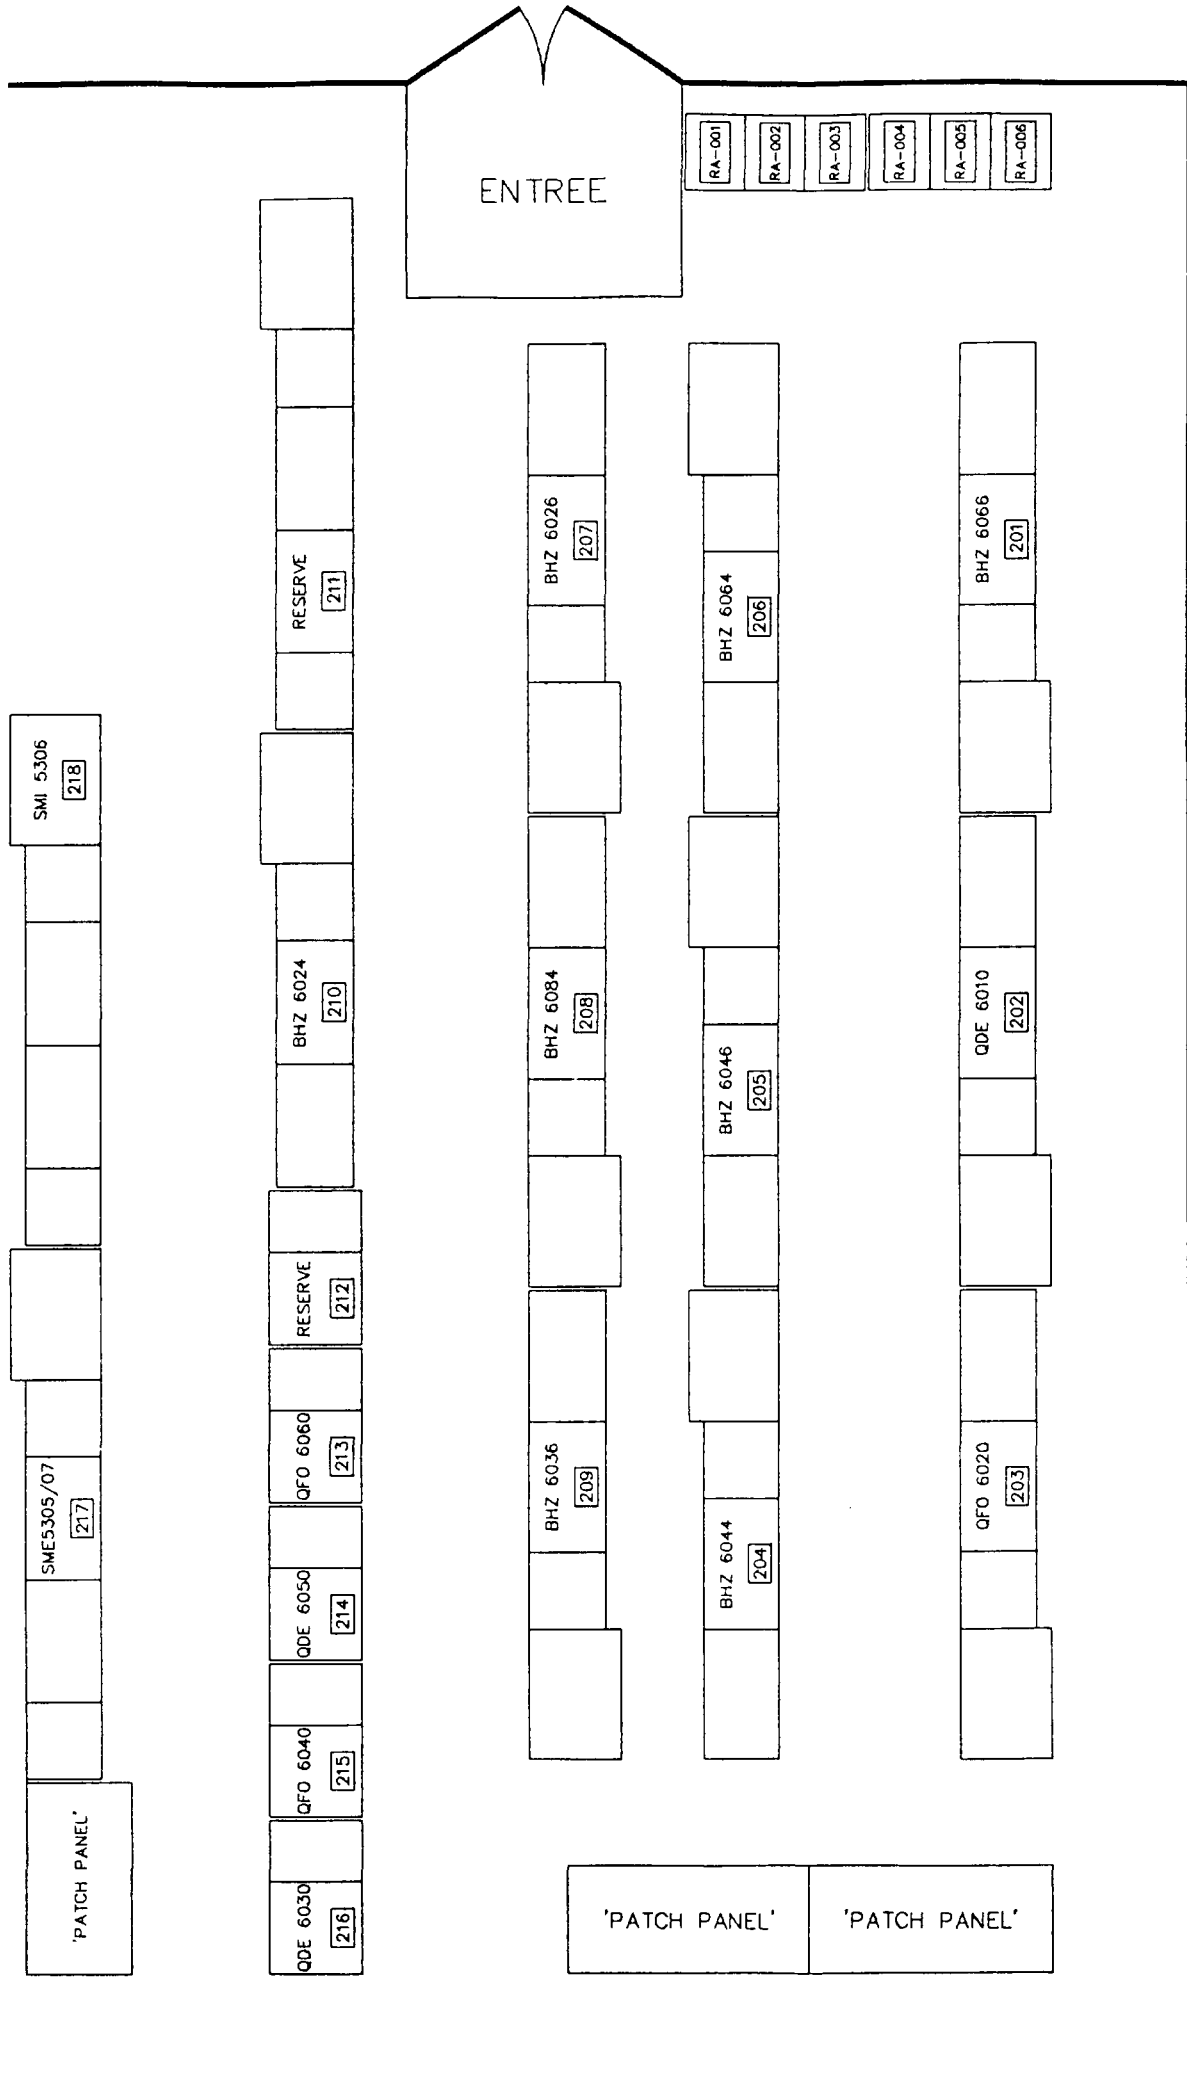 ENTREE
RA-001
RA-002
RA-003
RA-004
RA-005
RA-006
SMI 5306
218
SME5305/07
217
'PATCH PANEL'
RESERVE
211
BHZ 6024
210
RESERVE
212
QFO 6060
213
QDE 6050
214
QFO 6040
215
QDE 6030
216
BHZ 6026
207
BHZ 6084
208
BHZ 6036
209
BHZ 6064
206
BHZ 6046
205
BHZ 6044
204
BHZ 6066
201
QDE 6010
202
QFO 6020
203
'PATCH PANEL'
'PATCH PANEL'